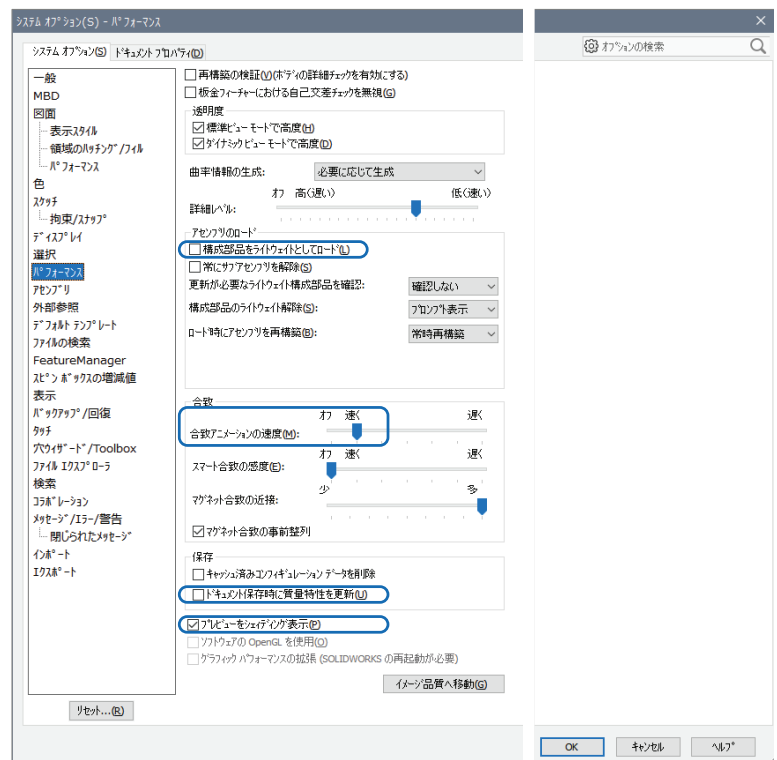 システム オプション(S) - パフォーマンス
システム オプション(S) ドキュメント プロパティ(D)
オプションの検索
一般
MBD
図面
表示スタイル
領域のハッチング/フィル
パフォーマンス
色
スケッチ
拘束/スナップ
ディスプレイ
選択
パフォーマンス
アセンブリ
外部参照
デフォルト テンプレート
ファイルの検索
FeatureManager
スピン ボックスの増減値
表示
バックアップ/回復
タッチ
穴ウィザード/Toolbox
ファイル エクスプローラ
検索
コラボレーション
メッセージ/エラー/警告
閉じられたメッセージ
インポート
エクスポート
リセット...(R)
再構築の検証(V)(ボディの詳細チェックを有効にする)
板金フィーチャーにおける自己交差チェックを無視(G)
透明度
標準ビュー モードで高度(H)
ダイナミック ビュー モードで高度(D)
曲率情報の生成: 必要に応じて生成
オフ 高(遅い) 低(速い)
詳細レベル:
アセンブリのロード
構成部品をライトウェイトとしてロード(L)
常にサブアセンブリを解除(S)
更新が必要なライトウェイト構成部品を確認: 確認しない
構成部品のライトウェイト解除(S): プロンプト表示
ロード時にアセンブリを再構築(B): 常時再構築
合致
オフ 速く 遅く
合致アニメーションの速度(M):
オフ 速く 遅く
スマート合致の感度(E):
少 多
マグネット合致の近接:
マグネット合致の事前整列
保存
キャッシュ済みコンフィギュレーション データを削除
ドキュメント保存時に質量特性を更新(U)
プレビューをシェイディング表示(P)
ソフトウェアの OpenGL を使用(O)
グラフィック パフォーマンスの拡張 (SOLIDWORKS の再起動が必要)
イメージ品質へ移動(G)
OK キャンセル ヘルプ